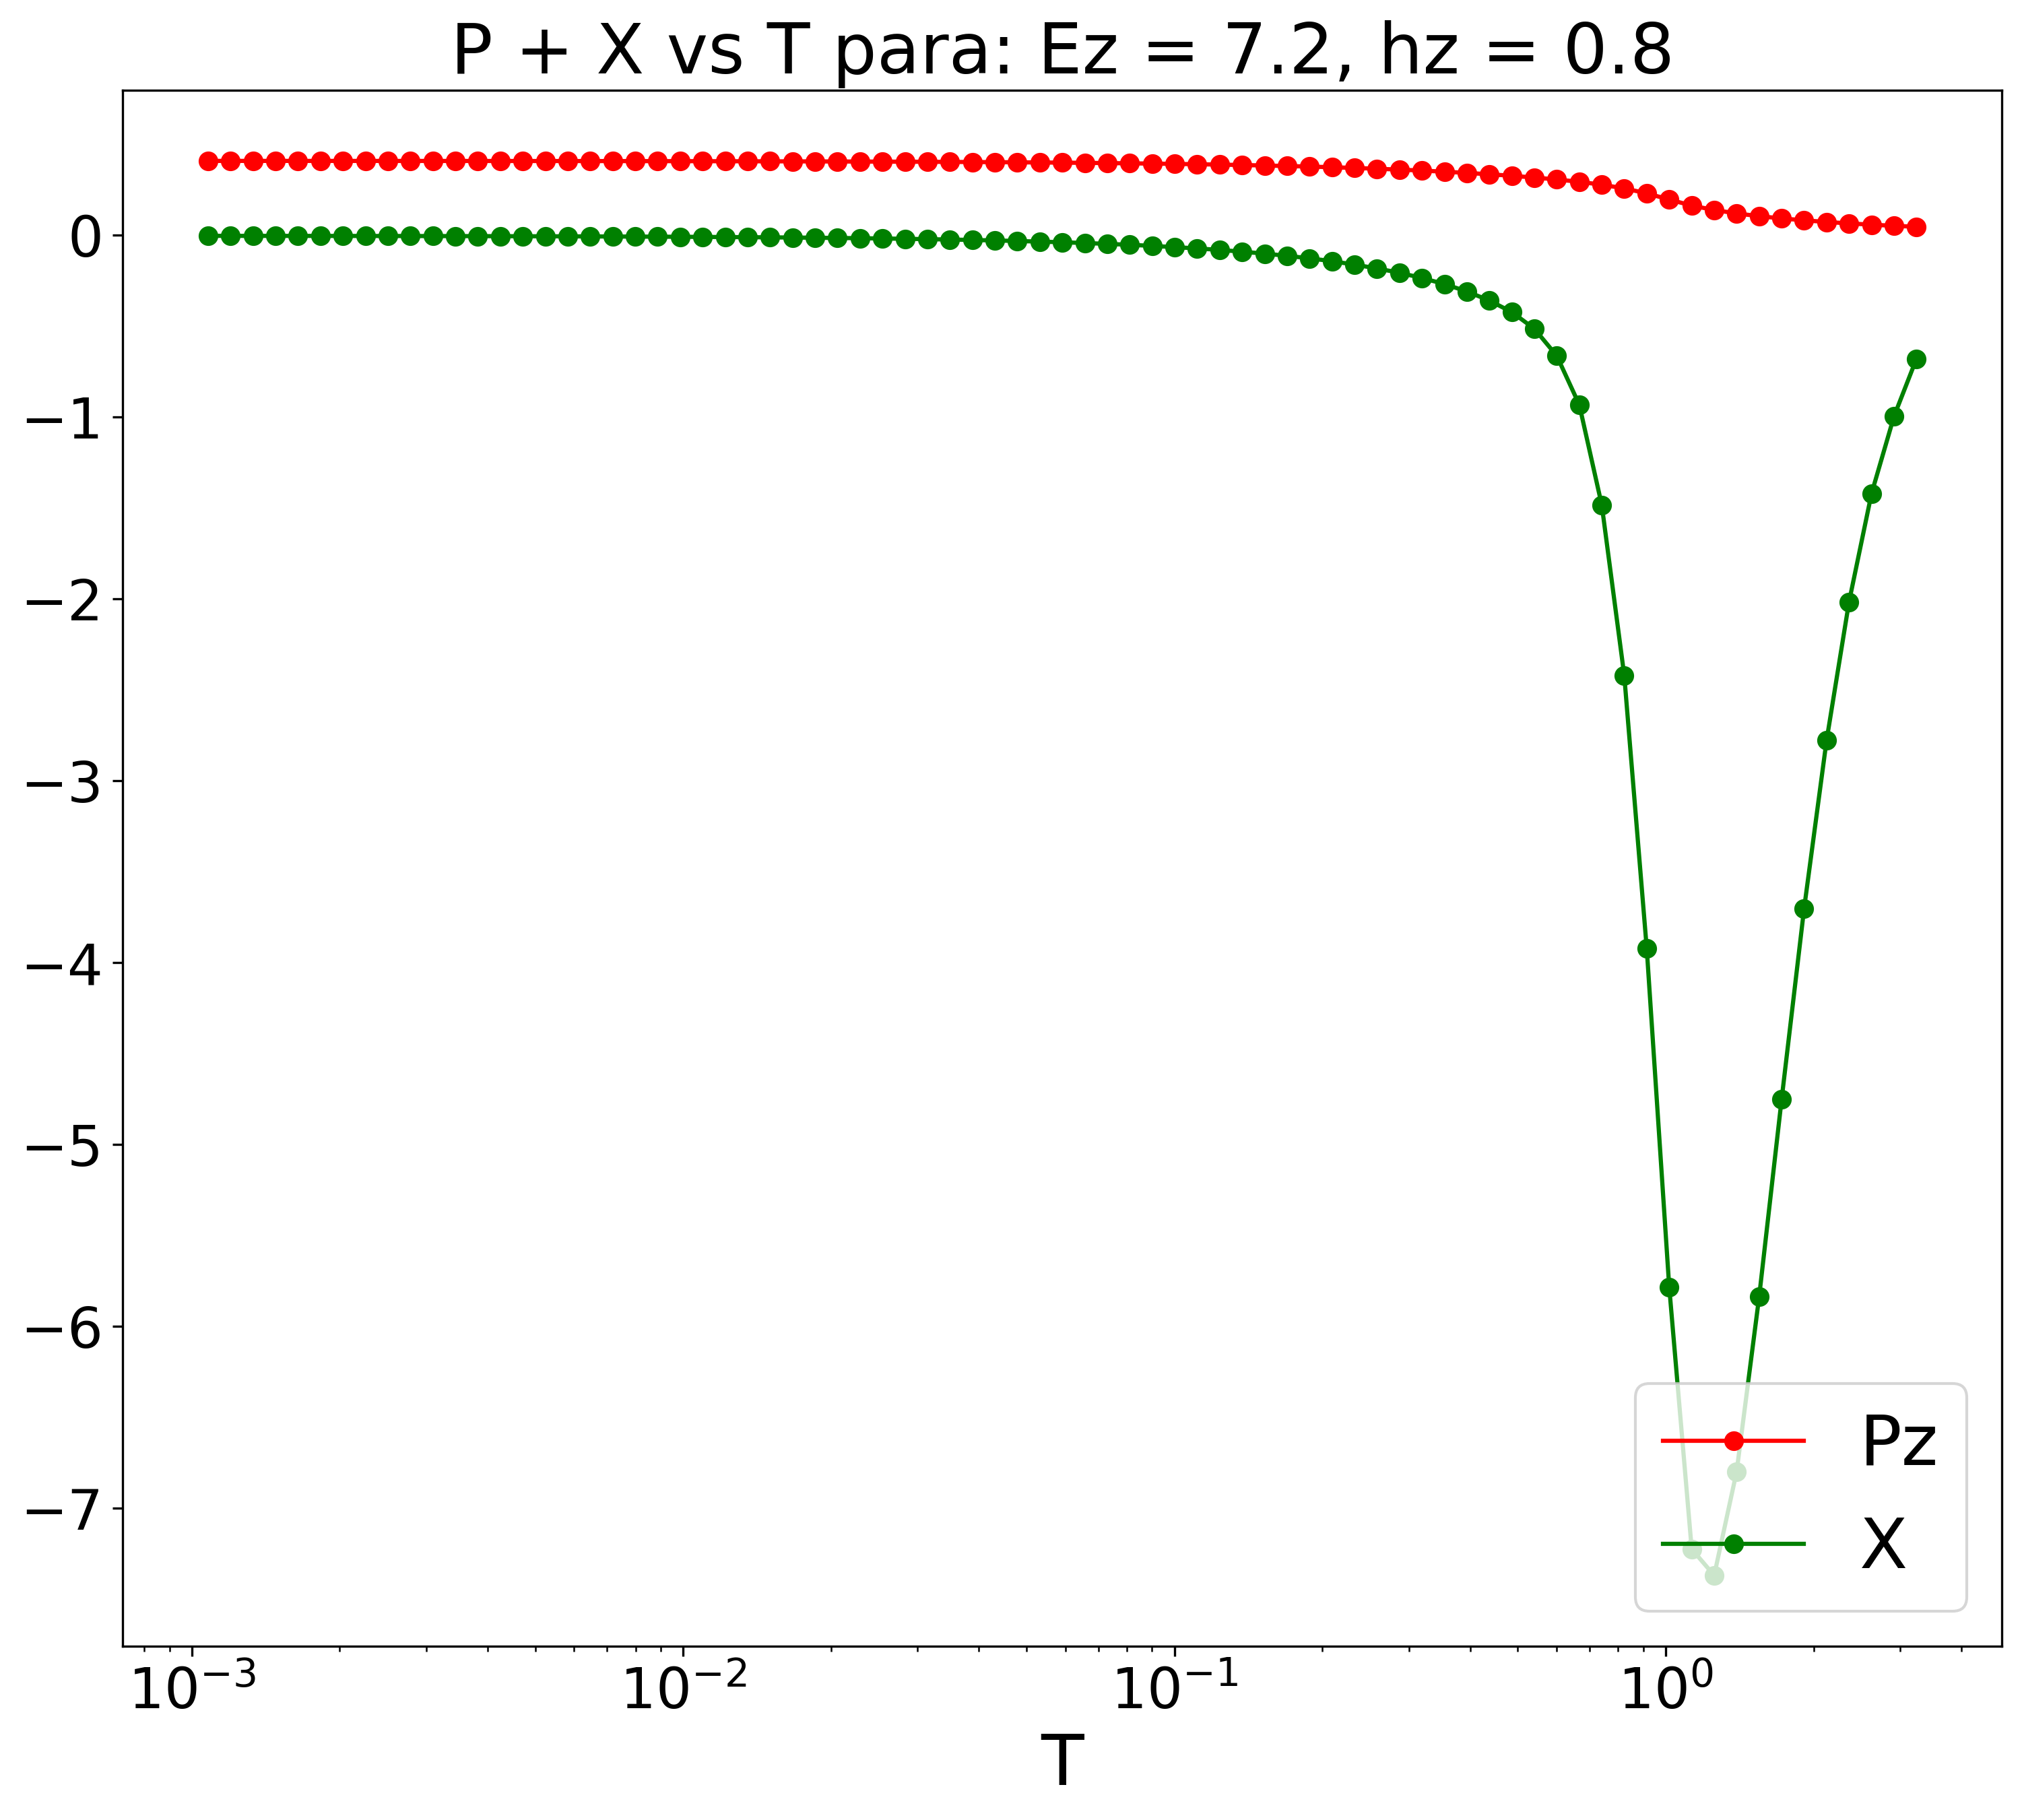 P + X vs T para: Ez = 7.2, hz = 0.8
0
−1
−2
−3
−4
−5
−6
−7
Pz
X
10⁻³ 10⁻² 10⁻¹ 10⁰
T